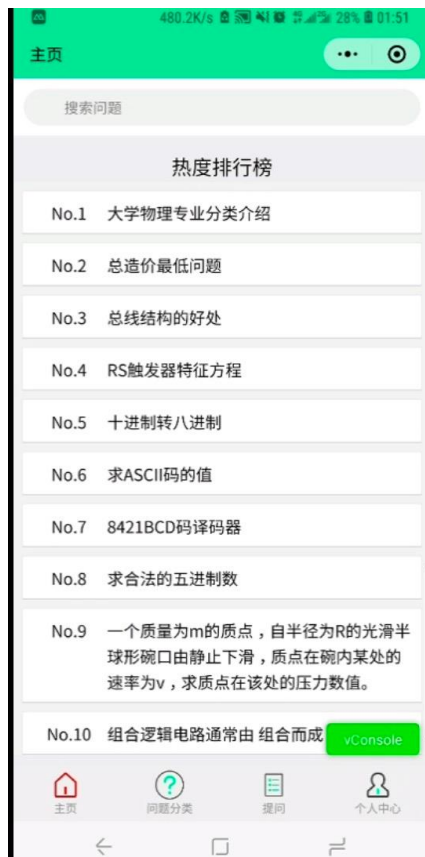 480.2K/s 28% 01:51
主页
搜索问题
热度排行榜
No.1 大学物理专业分类介绍
No.2 总造价最低问题
No.3 总线结构的好处
No.4 RS触发器特征方程
No.5 十进制转八进制
No.6 求ASCII码的值
No.7 8421BCD码译码器
No.8 求合法的五进制数
No.9 一个质量为m的质点，自半径为R的光滑半
球形碗口由静止下滑，质点在碗内某处的
速率为v，求质点在该处的压力数值。
No.10 组合逻辑电路通常由 组合而成
vConsole
主页 问题分类 提问 个人中心